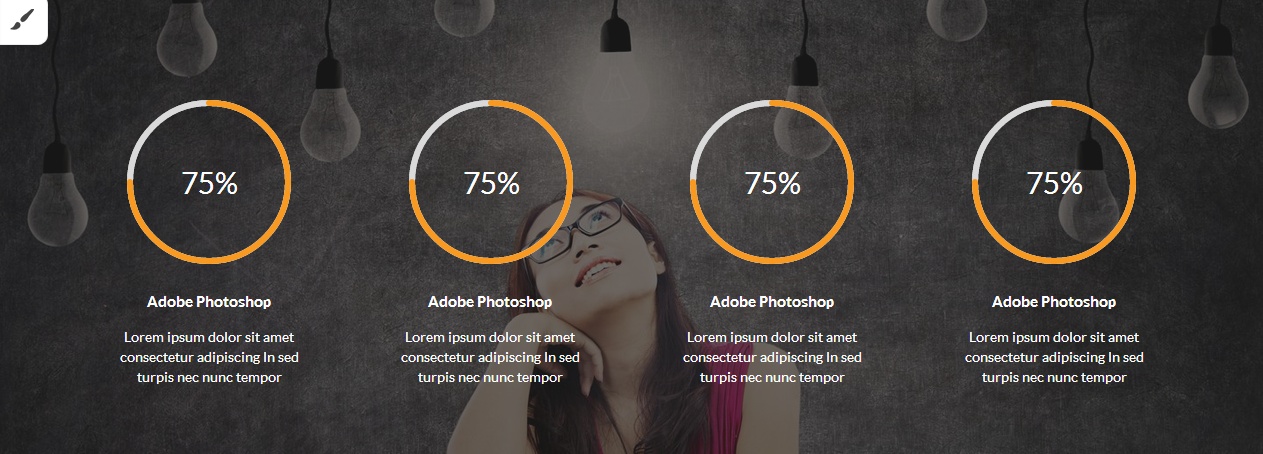 75% 75% 75% 75%
Adobe Photoshop Adobe Photoshop Adobe Photoshop Adobe Photoshop
Lorem ipsum dolor sit amet Lorem ipsum dolor sit amet Lorem ipsum dolor sit amet Lorem ipsum dolor sit amet
consectetur adipiscing In sed consectetur adipiscing In sed consectetur adipiscing In sed consectetur adipiscing In sed
turpis nec nunc tempor turpis nec nunc tempor turpis nec nunc tempor turpis nec nunc tempor